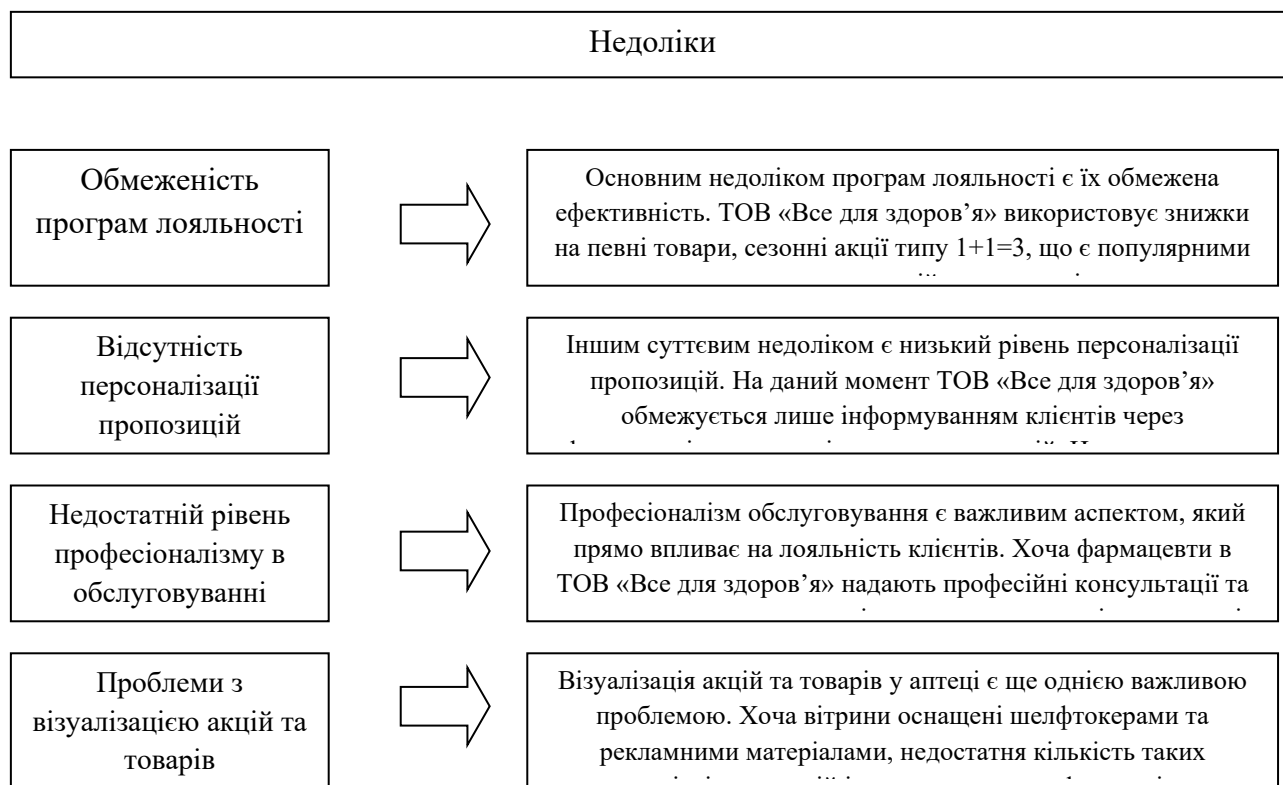 Недоліки
Обмеженість
програм лояльності
Основним недоліком програм лояльності є їх обмежена
ефективність. ТОВ «Все для здоров’я» використовує знижки
на певні товари, сезонні акції типу 1+1=3, що є популярними
Відсутність
персоналізації
пропозицій
Іншим суттєвим недоліком є низький рівень персоналізації
пропозицій. На даний момент ТОВ «Все для здоров’я»
обмежується лише інформуванням клієнтів через
Недостатній рівень
професіоналізму в
обслуговуванні
Професіоналізм обслуговування є важливим аспектом, який
прямо впливає на лояльність клієнтів. Хоча фармацевти в
ТОВ «Все для здоров’я» надають професійні консультації та
Проблеми з
візуалізацією акцій та
товарів
Візуалізація акцій та товарів у аптеці є ще однією важливою
проблемою. Хоча вітрини оснащені шелфтокерами та
рекламними матеріалами, недостатня кількість таких